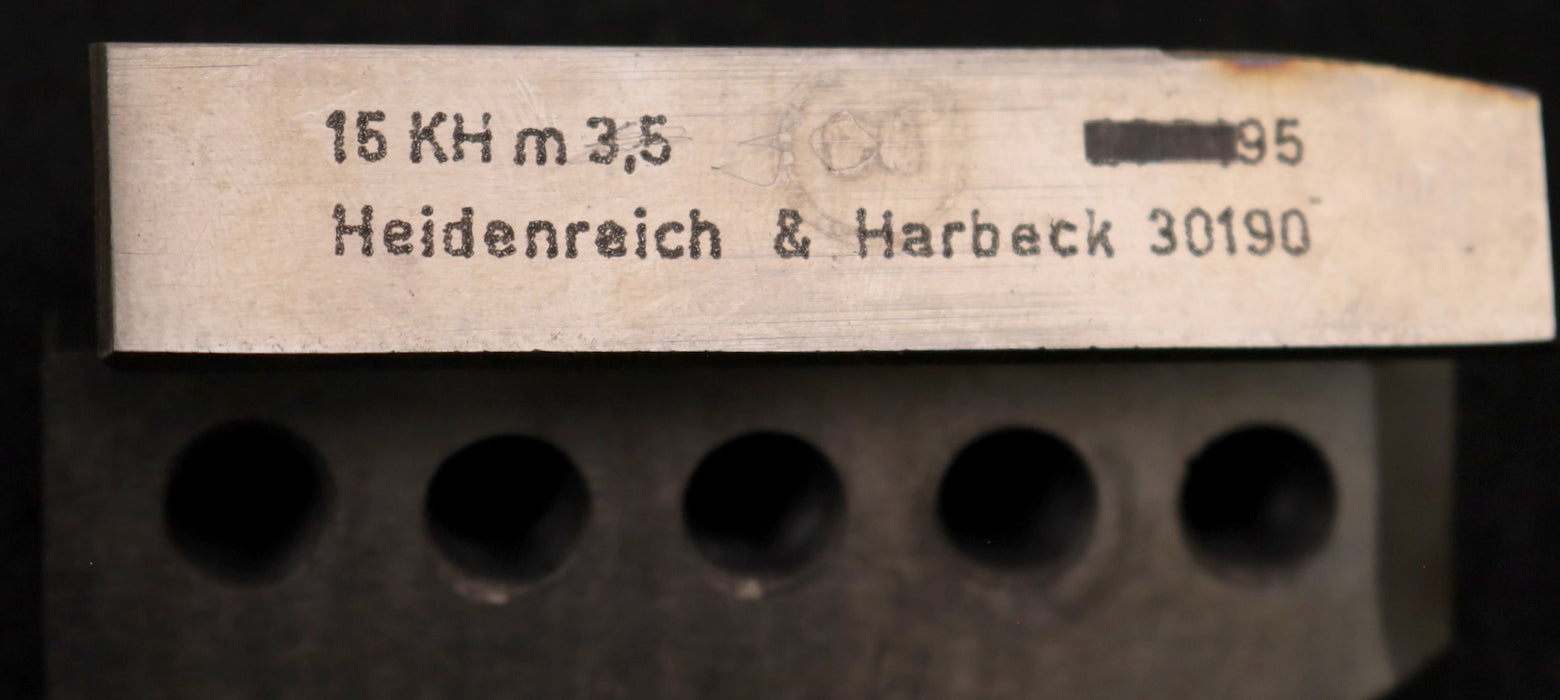 15 KH m 3,5 95
Heidenreich & Harbeck 30190